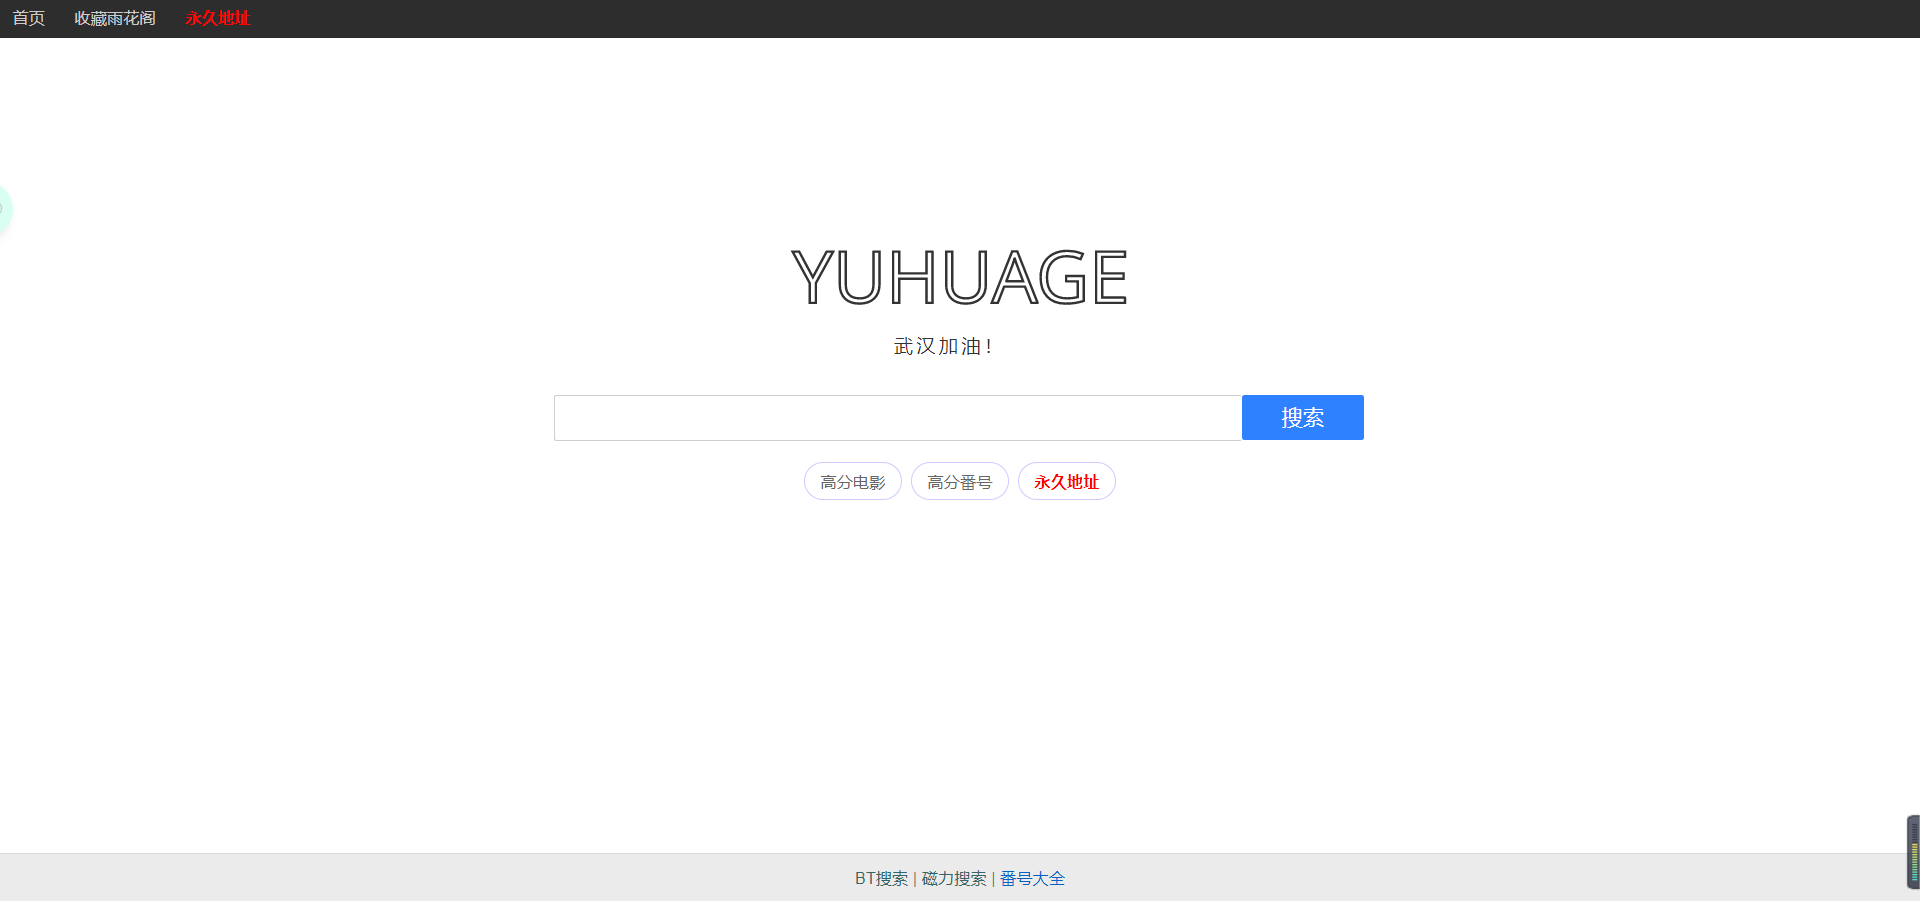 首页 收藏雨花阁 永久地址
YUHUAGE
武汉加油！
搜索
高分电影 高分番号 永久地址
BT搜索 | 磁力搜索 | 番号大全